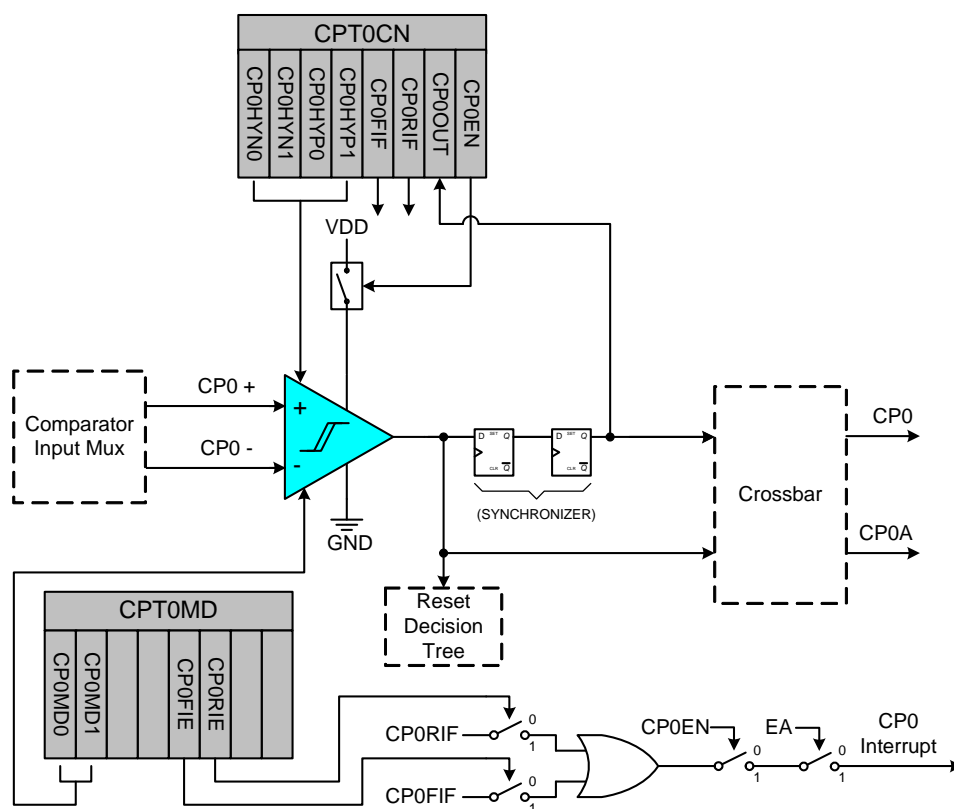 CPT0CN
CP0HYN0
CP0HYN1
CP0HYP0
CP0HYP1
CP0FIF
CP0RIF
CP0OUT
CP0EN
VDD
Comparator
Input Mux
CP0 +
CP0 -
+
-
GND
D SET Q
CLR Q
D SET Q
CLR Q
(SYNCHRONIZER)
Crossbar
CP0
CP0A
Reset
Decision
Tree
CPT0MD
CP0MD0
CP0MD1
CP0FIE
CP0RIE
CP0RIF
0
1
CP0FIF
0
1
CP0EN
0
1
EA
0
1
CP0
Interrupt